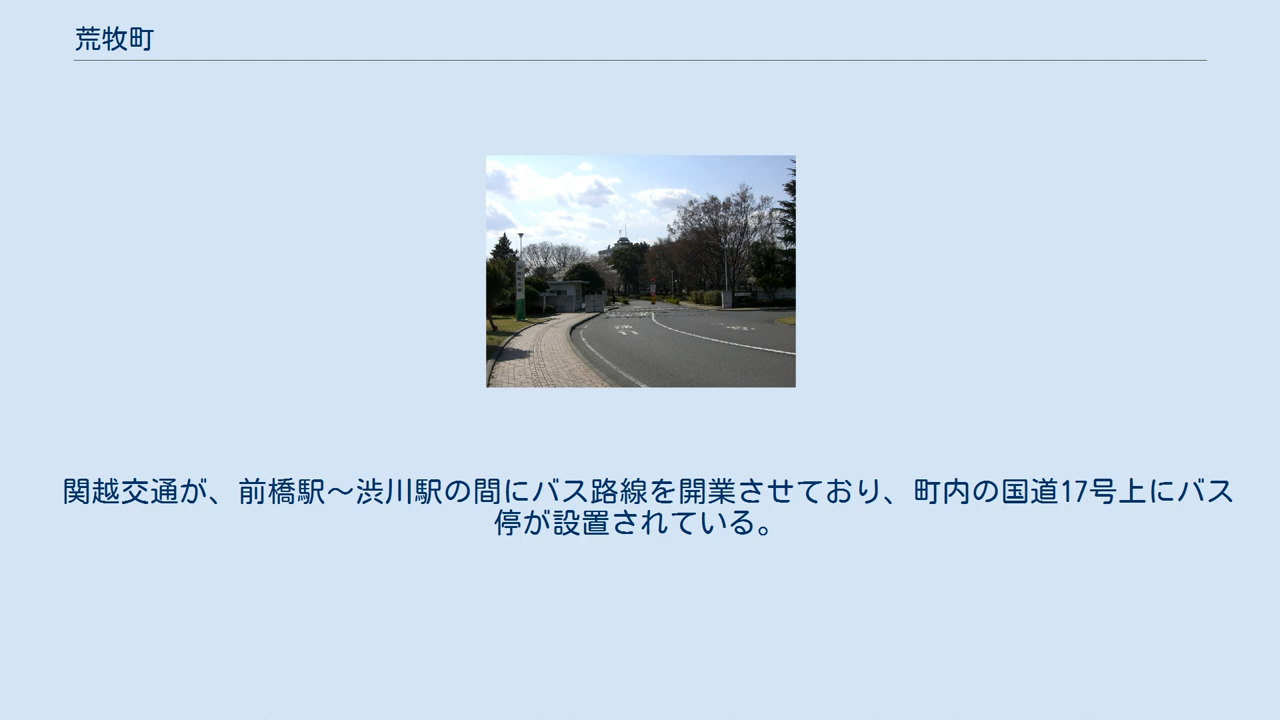 荒牧町
関越交通が、前橋駅～渋川駅の間にバス路線を開業させており、町内の国道17号上にバス
停が設置されている。